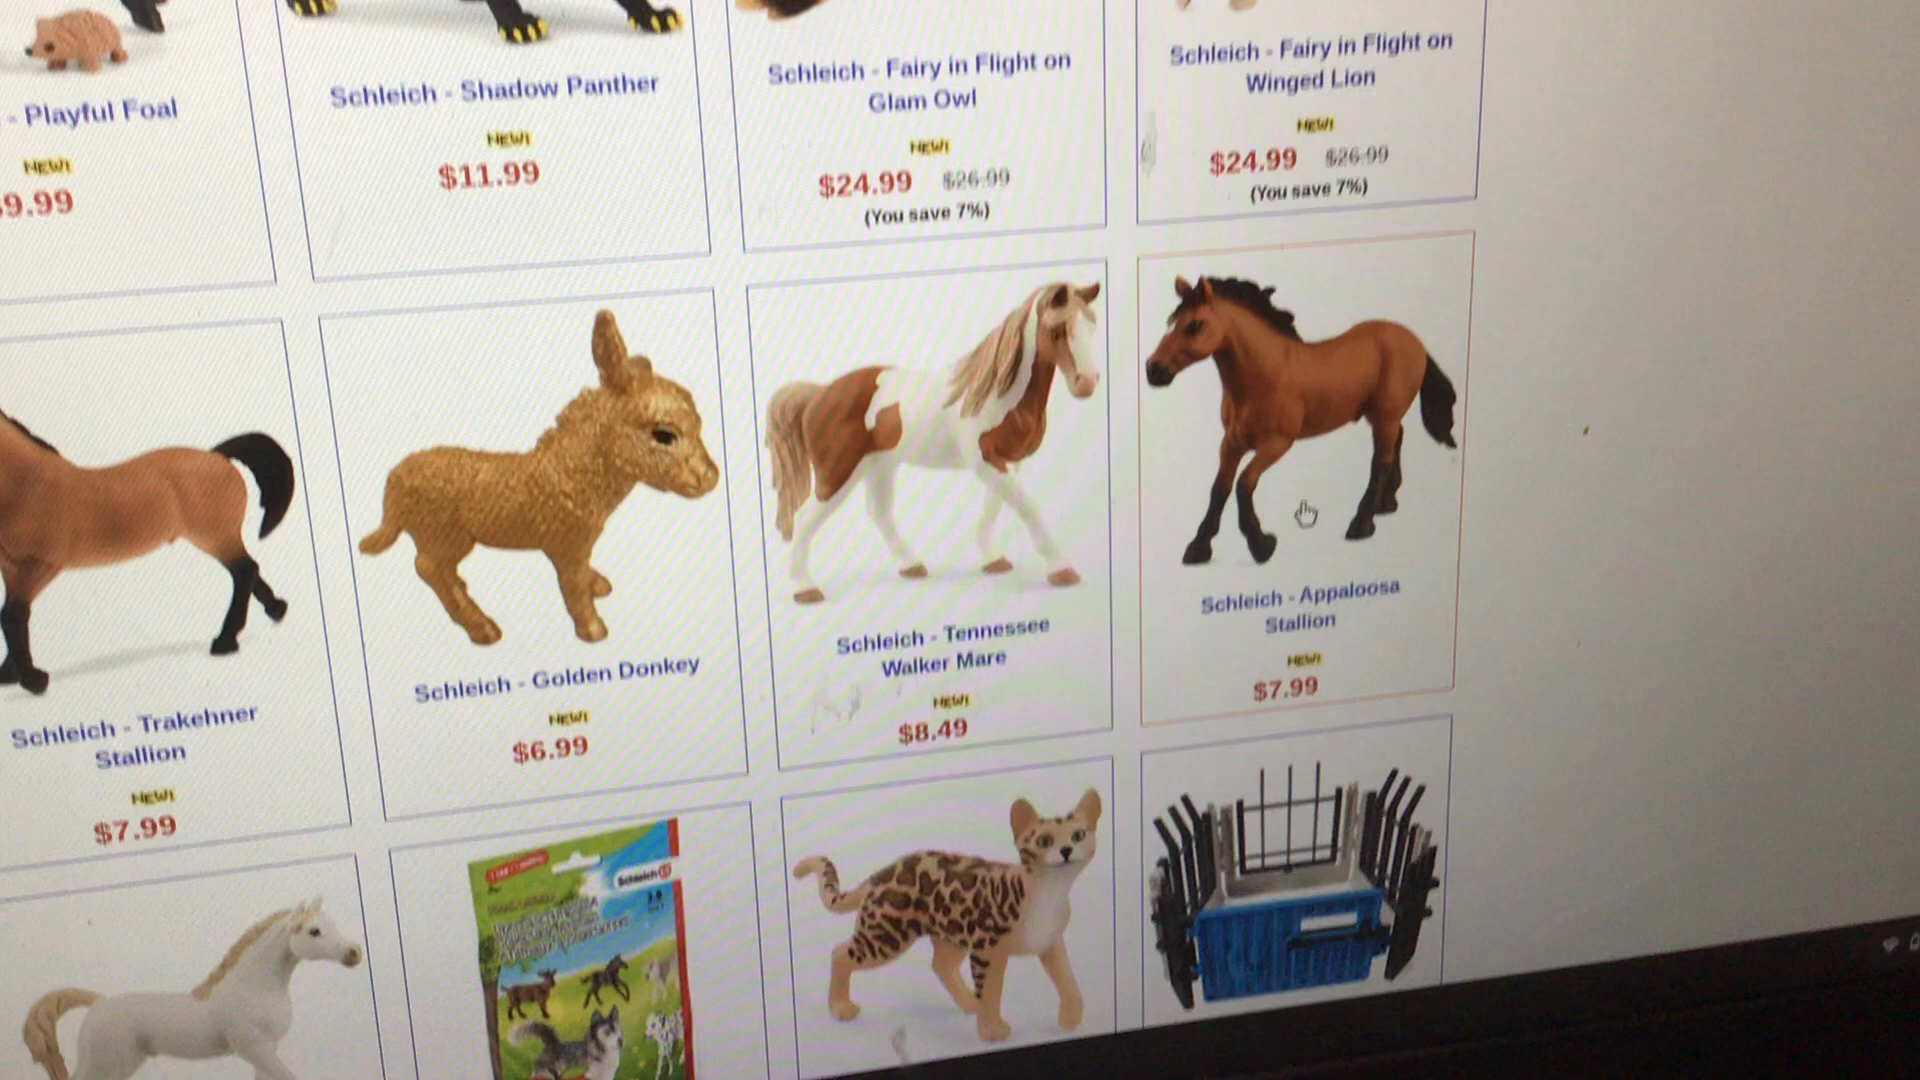 - Playful Foal
NEW!
9.99
Schleich - Shadow Panther
NEW!
$11.99
Schleich - Fairy in Flight on
Glam Owl
NEW!
$24.99 $26.99
(You save 7%)
Schleich - Fairy in Flight on
Winged Lion
NEW!
$24.99 $26.99
(You save 7%)
Schleich - Trakehner
Stallion
NEW!
$7.99
Schleich - Golden Donkey
NEW!
$6.99
Schleich - Tennessee
Walker Mare
NEW!
$8.49
Schleich - Appaloosa
Stallion
NEW!
$7.99
Schleich